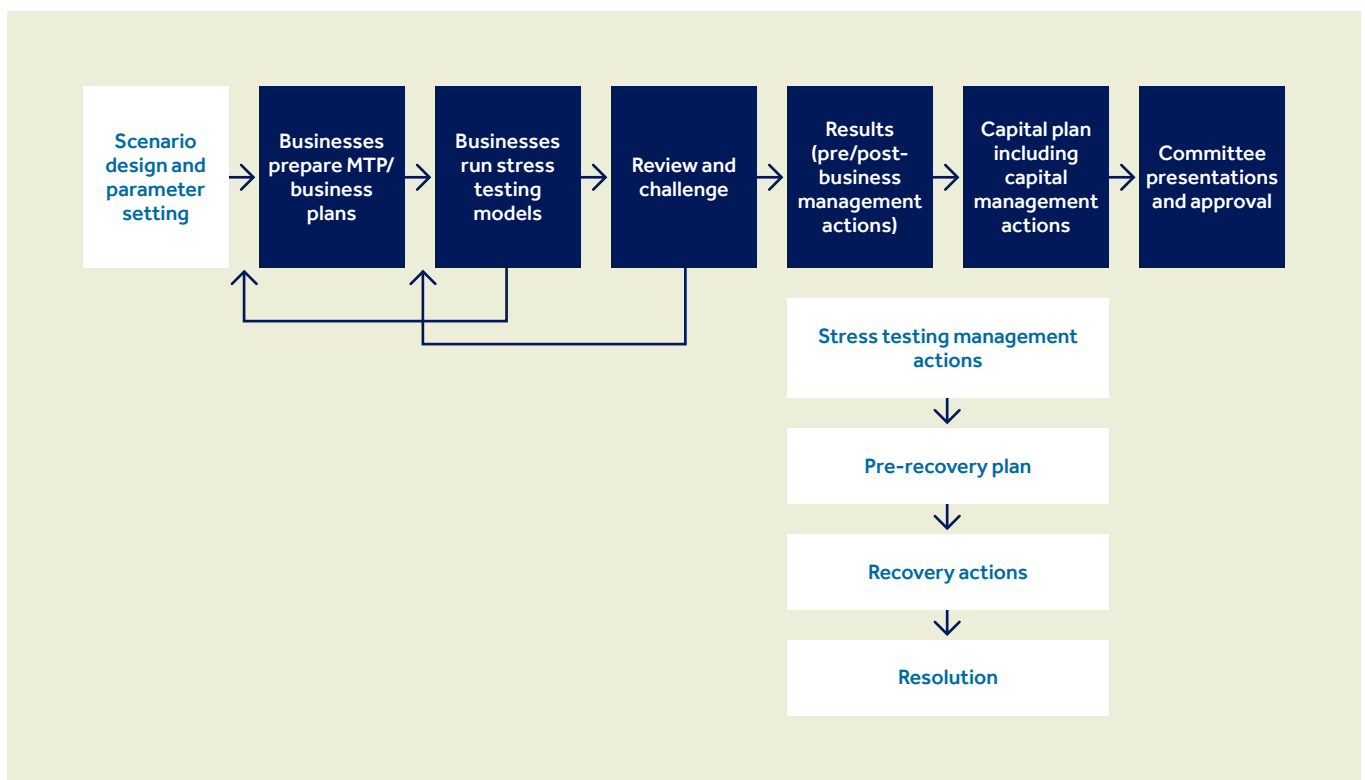 Scenario
design and
parameter
setting
Businesses
prepare MTP/
business
plans
Businesses
run stress
testing
models
Review and
challenge
Results
(pre/post-
business
management
actions)
Capital plan
including
capital
management
actions
Committee
presentations
and approval
Stress testing management
actions
Pre-recovery plan
Recovery actions
Resolution